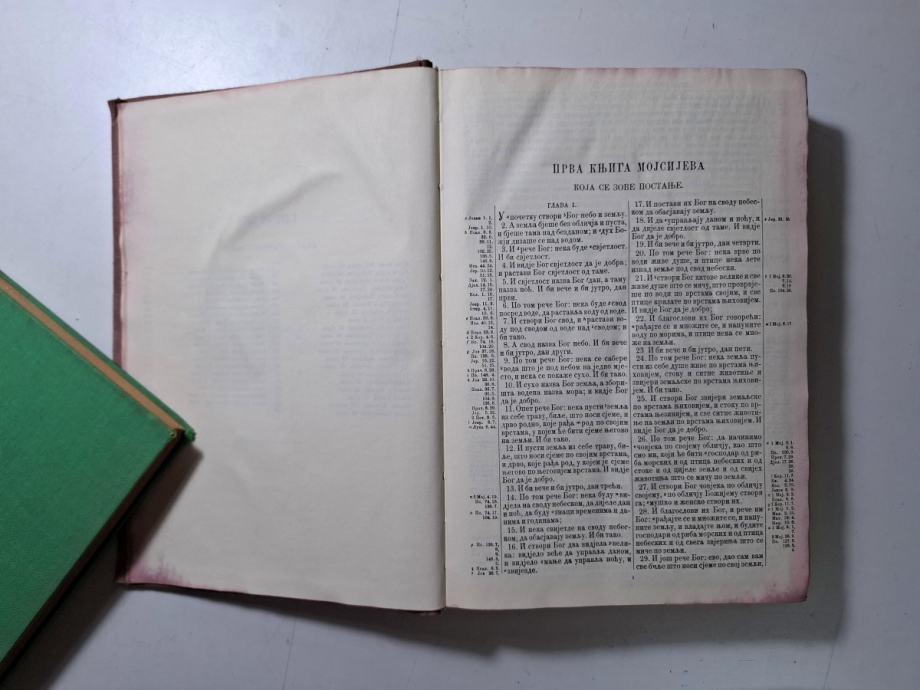 ПРВА КЊИГА МОЈСИЈЕВА
КОЈА СЕ ЗОВЕ ПОСТАЊЕ.
ГЛАВА 1.
У почетку створи Бог небо и земљу.
2. А земља бјеше без обличја и пуста,
и бјеше тама над безданом; и дух Бо-
жји дизаше се над водом.
3. И рече Бог: нека буде свјетлост.
И би свјетлост.
4. И видје Бог свјетлост да је добра;
и растави Бог свјетлост од таме.
5. И свјетлост назва Бог дан, а таму
назва ноћ. И би вече и би јутро, дан
први.
6. По том рече Бог: нека буде свод
посред воде, да раставља воду од воде.
7. И створи Бог свод, и растави во
ду под сводом од воде над сводом; и
би тако.
8. А свод назва Бог небо. И би вече
и би јутро, дан други.
9. По том рече Бог: нека се сабере
вода што је под небом на једно мје-
сто, и нека се покаже сухо. И би тако.
10. И сухо назва Бог земља, а збори-
шта водена назва мора; и видје Бог
да је добро.
11. Опет рече Бог: нека пусти земља
из себе траву, биље, што носи сјеме, и
дрво родно, које рађа род по својим
врстама, у којем ће бити сјеме његово
на земљи. И би тако.
12. И пусти земља из себе траву, би-
ље, што носи сјеме по својим врстама,
и дрво, које рађа род, у којем је сјеме
његово по његовијем врстама. И видје
Бог да је добро.
13. И би вече и би јутро, дан трећи.
14. По том рече Бог: нека буду ви-
дјела на своду небеском, да дијеле дан
и ноћ, да буду знаци временима и да-
нима и годинама;
15. И нека свијетле на своду небес-
ком, да обасјавају земљу. И би тако.
16. И створи Бог два видјела вели-
ка: видјело веће да управља даном,
и видјело мање да управља ноћу, и
звијезде.
17. И постави их Бог на своду небес-
ком да обасјавају земљу.
18. И да управљају даном и ноћу, и
да дијеле свјетлост од таме. И видје
Бог да је добро.
19. И би вече и би јутро, дан четврти.
20. По том рече Бог: нека врве по
води живе душе, и птице нека лете
изнад земље под свод небески.
21. И створи Бог китове велике и све
живе душе што се мичу, што проврвје-
ше по води по врстама својим, и све
птице крилате по врстама њиховијем.
И видје Бог да је добро;
22. И благослови их Бог говорећи:
рађајте се и множите се, и напуните
воду по морима, и птице нека се мно-
же на земљи.
23. И би вече и би јутро, дан пети.
24. По том рече Бог: нека земља пу-
сти из себе душе живе по врстама
њиховијем, стоку и ситне животиње и
звијери земаљске по врстама њиховијем.
И би тако.
25. И створи Бог звијери земаљске
по врстама њиховијем, и стоку по вр-
стама њезинијем, и све ситне животи-
ње на земљи по врстама њиховијем. И
видје Бог да је добро.
26. По том рече Бог: да начинимо
човјека по својему обличју, као што
смо ми, који ће бити господар од ри-
ба морских и од птица небеских и од
стоке и од цијеле земље и од свијех
животиња што се мичу по земљи.
27. И створи Бог човјека по обличју
својему, по обличју Божијему створи
га; мушко и женско створи их.
28. И благослови их Бог, и рече им
Бог: рађајте се и множите се, и напу-
ните земљу, и владајте њом, и будите
господари од риба морских и од птица
небеских и од свега звјериња што се
миче по земљи.
29. И још рече Бог: ево, дао сам вам
све биље што носи сјеме по свој земљи,
1